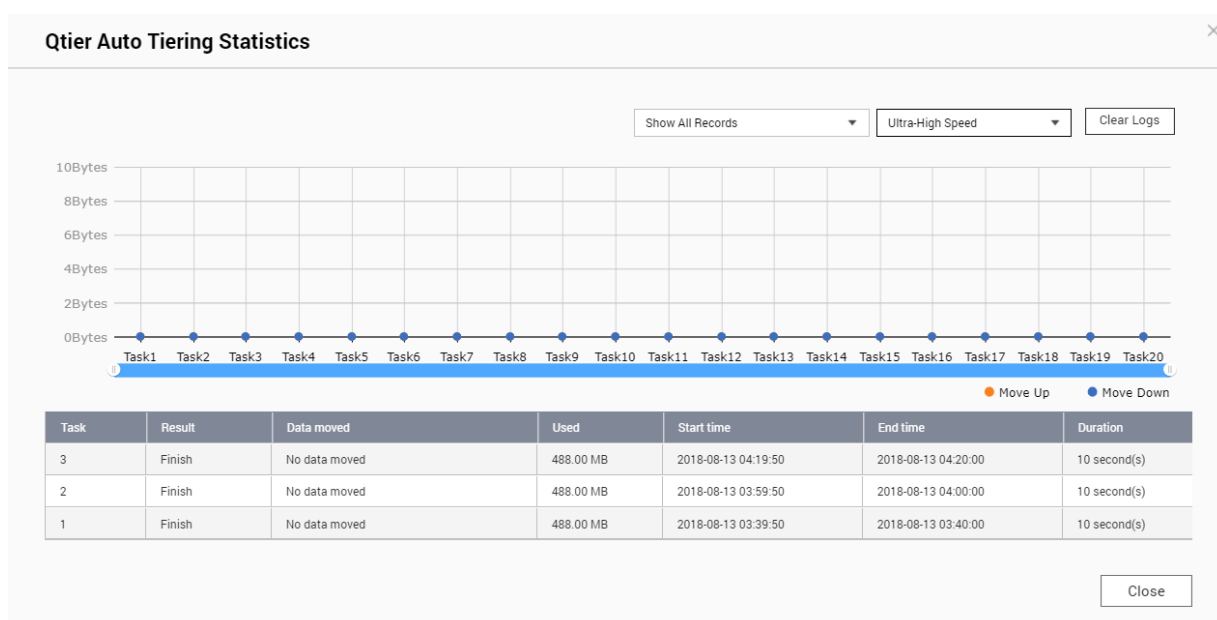 Qtier Auto Tiering Statistics
Show All Records Ultra-High Speed Clear Logs
10Bytes
8Bytes
6Bytes
4Bytes
2Bytes
0Bytes
Task1 Task2 Task3 Task4 Task5 Task6 Task7 Task8 Task9 Task10 Task11 Task12 Task13 Task14 Task15 Task16 Task17 Task18 Task19 Task20
Move Up Move Down
Task Result Data moved Used Start time End time Duration
3 Finish No data moved 488.00 MB 2018-08-13 04:19:50 2018-08-13 04:20:00 10 second(s)
2 Finish No data moved 488.00 MB 2018-08-13 03:59:50 2018-08-13 04:00:00 10 second(s)
1 Finish No data moved 488.00 MB 2018-08-13 03:39:50 2018-08-13 03:40:00 10 second(s)
Close